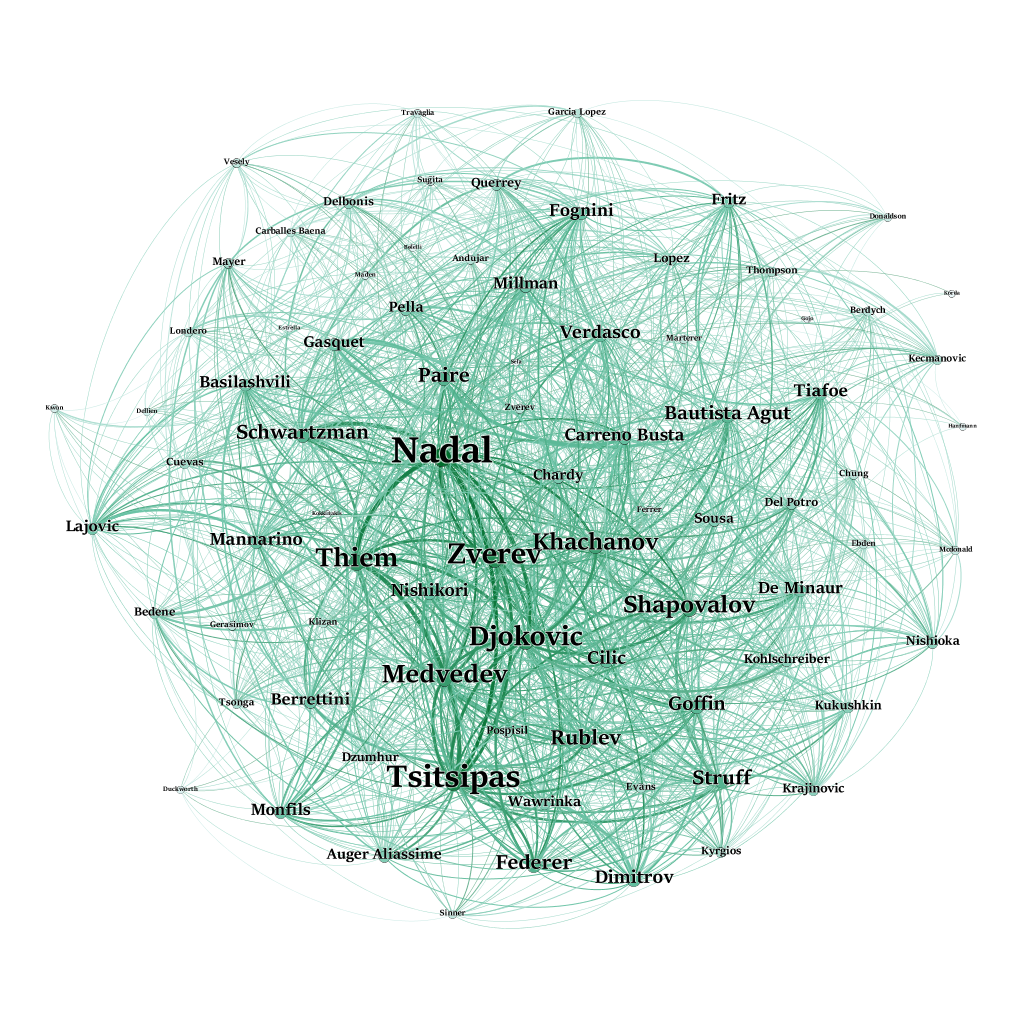 Travaglia
Garcia Lopez
Vesely
Sugita
Querrey
Delbonis
Fognini
Fritz
Donaldson
Carballes Baena
Bolelli
Andujar
Lopez
Mayer
Thompson
Maden
Millman
Korda
Pella
Berdych
Gojo
Londero
Estrella
Verdasco
Marterer
Gasquet
Kecmanovic
Sela
Paire
Basilashvili
Tiafoe
Kwon
Dellien
Zverev
Bautista Agut
Hanfmann
Schwartzman
Carreno Busta
Nadal
Cuevas
Chardy
Chung
Del Potro
Ferrer
Kokkinakis
Sousa
Lajovic
Mannarino
Khachanov
Ebden
Mcdonald
Zverev
Thiem
Nishikori
De Minaur
Shapovalov
Bedene
Gerasimov
Klizan
Djokovic
Nishioka
Cilic
Kohlschreiber
Medvedev
Tsonga
Berrettini
Goffin
Kukushkin
Pospisil
Rublev
Dzumhur
Tsitsipas
Struff
Evans
Duckworth
Krajinovic
Wawrinka
Monfils
Auger Aliassime
Kyrgios
Federer
Dimitrov
Sinner